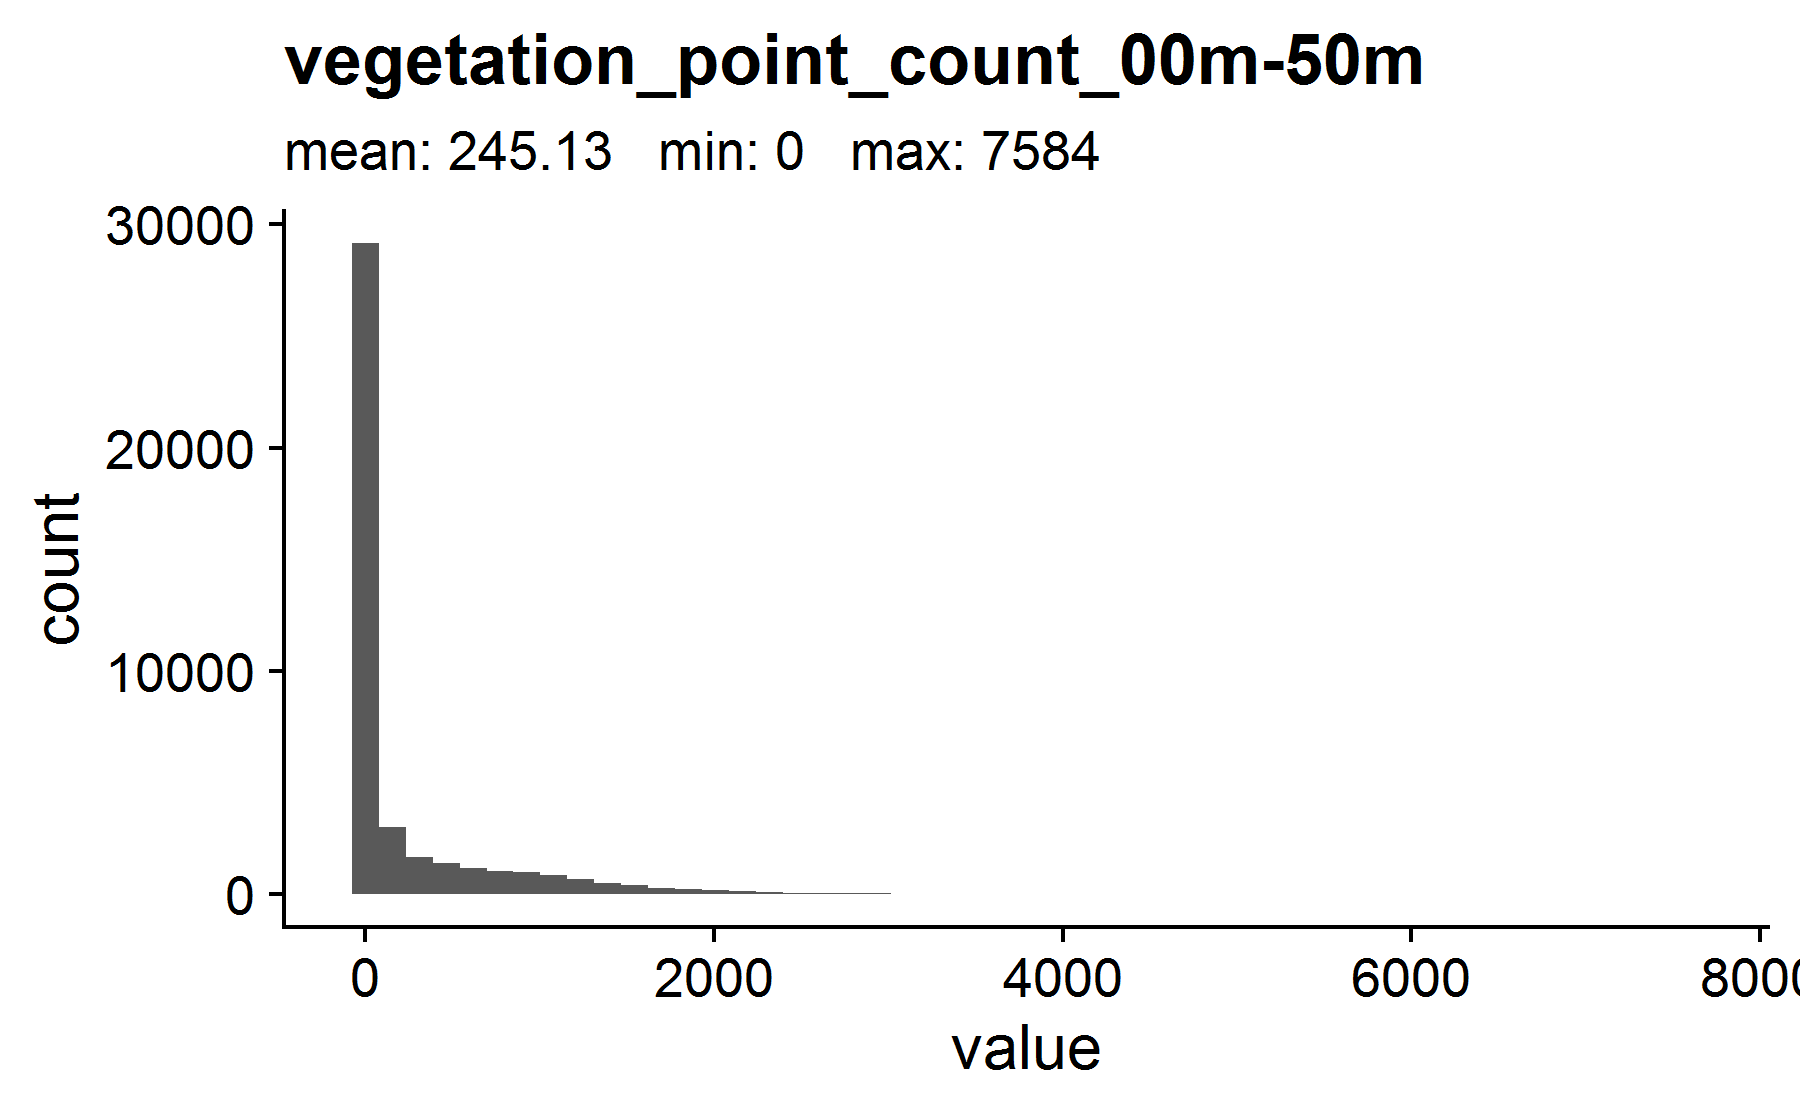 vegetation_point_count_00m-50m
mean: 245.13 min: 0 max: 7584
30000
20000
10000
0
count
0 2000 4000 6000 8000
value